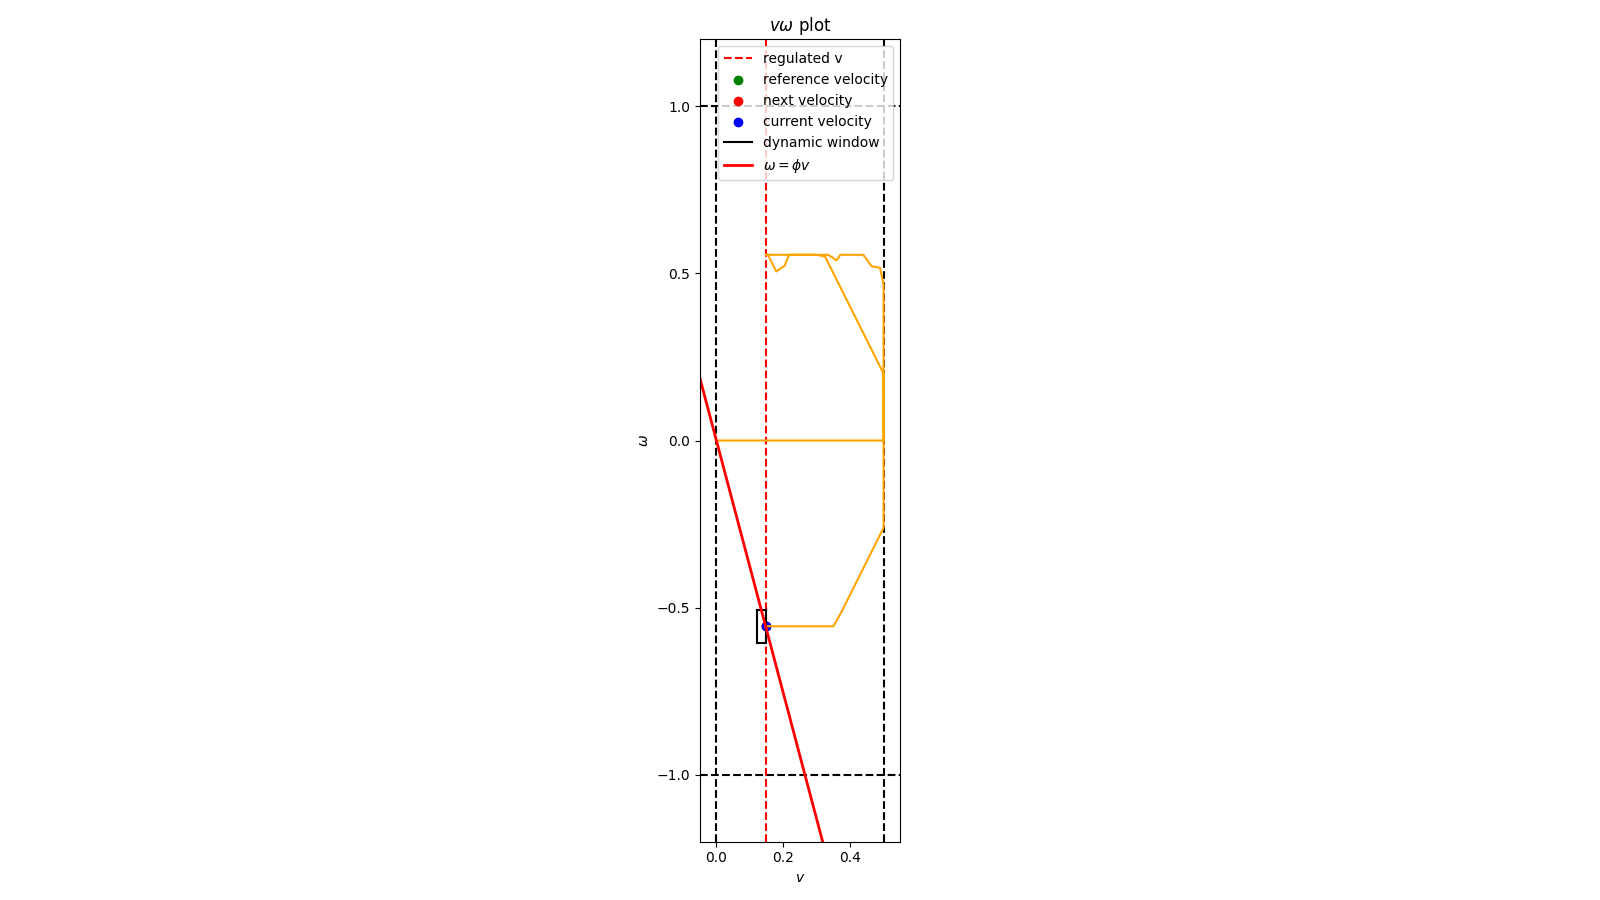 vω plot
regulated v
reference velocity
next velocity
current velocity
dynamic window
ω = ϕv
1.0
0.5
0.0
−0.5
−1.0
ω
0.0 0.2 0.4
v